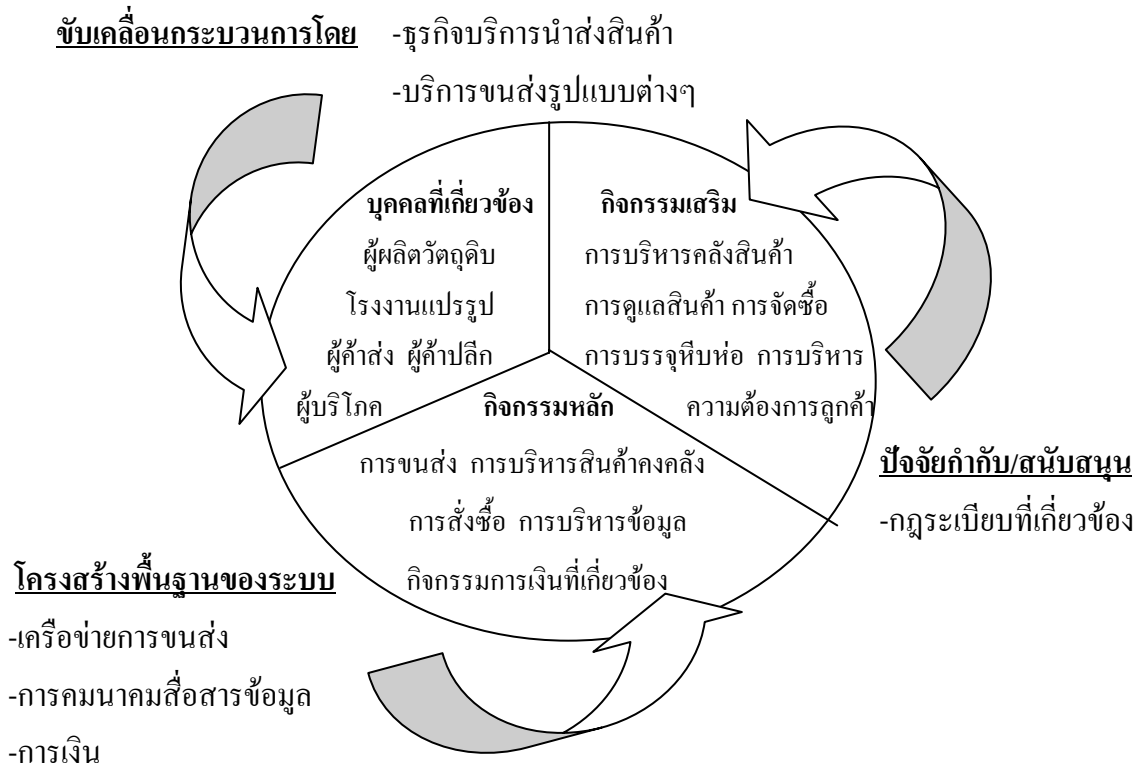 ขับเคลื่อนกระบวนการโดย -ธุรกิจบริการนำส่งสินค้า
-บริการขนส่งรูปแบบต่างๆ
บุคคลที่เกี่ยวข้อง
ผู้ผลิตวัตถุดิบ
โรงงานแปรรูป
ผู้ค้าส่ง ผู้ค้าปลีก
ผู้บริโภค
กิจกรรมเสริม
การบริหารคลังสินค้า
การดูแลสินค้า การจัดซื้อ
การบรรจุหีบห่อ การบริหาร
ความต้องการลูกค้า
กิจกรรมหลัก
การขนส่ง การบริหารสินค้าคงคลัง
การสั่งซื้อ การบริหารข้อมูล
กิจกรรมการเงินที่เกี่ยวข้อง
ปัจจัยกำกับ/สนับสนุน
-กฎระเบียบที่เกี่ยวข้อง
โครงสร้างพื้นฐานของระบบ
-เครือข่ายการขนส่ง
-การคมนาคมสื่อสารข้อมูล
-การเงิน